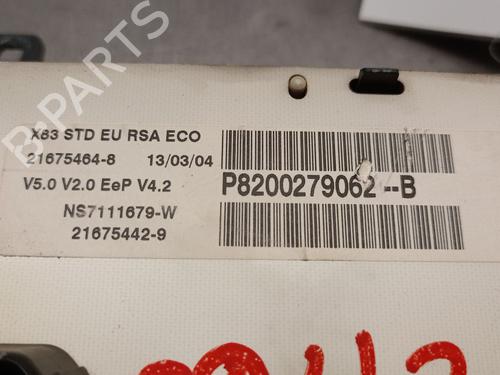 X83 STD EU RSA ECO
21675464-8 13/03/04
V5.0 V2.0 EeP V4.2
P8200279062--B
NS7111679-W
21675442-9
B-Parts